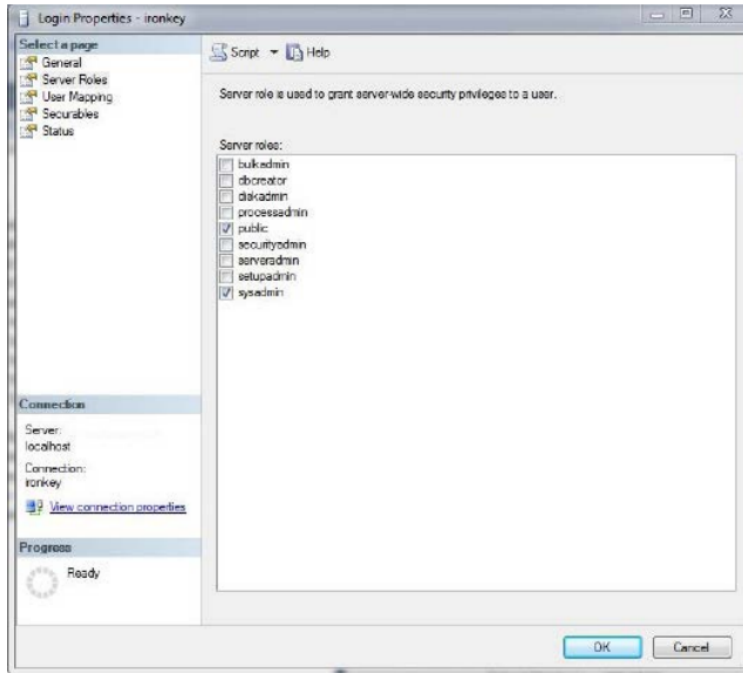 Login Properties - ironkey
Select a page
General
Server Roles
User Mapping
Securables
Status
Script Help
Server role is used to grant server-wide security privileges to a user.
Server roles:
bulkadmin
dbcreator
diskadmin
processadmin
public
securityadmin
serveradmin
setupadmin
sysadmin
Connection
Server:
localhost
Connection:
ironkey
View connection properties
Progress
Ready
OK Cancel